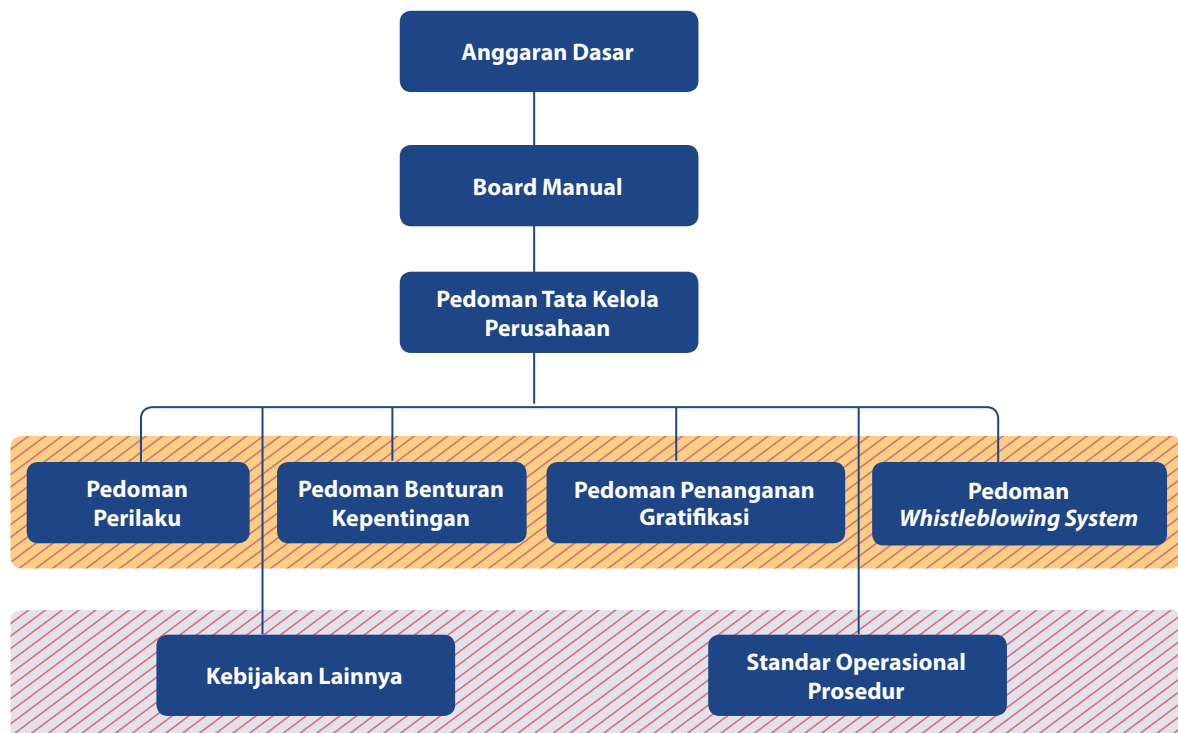 Anggaran Dasar
Board Manual
Pedoman Tata Kelola
Perusahaan
Pedoman
Perilaku
Pedoman Benturan
Kepentingan
Pedoman Penanganan
Gratifikasi
Pedoman
Whistleblowing System
Kebijakan Lainnya
Standar Operasional
Prosedur